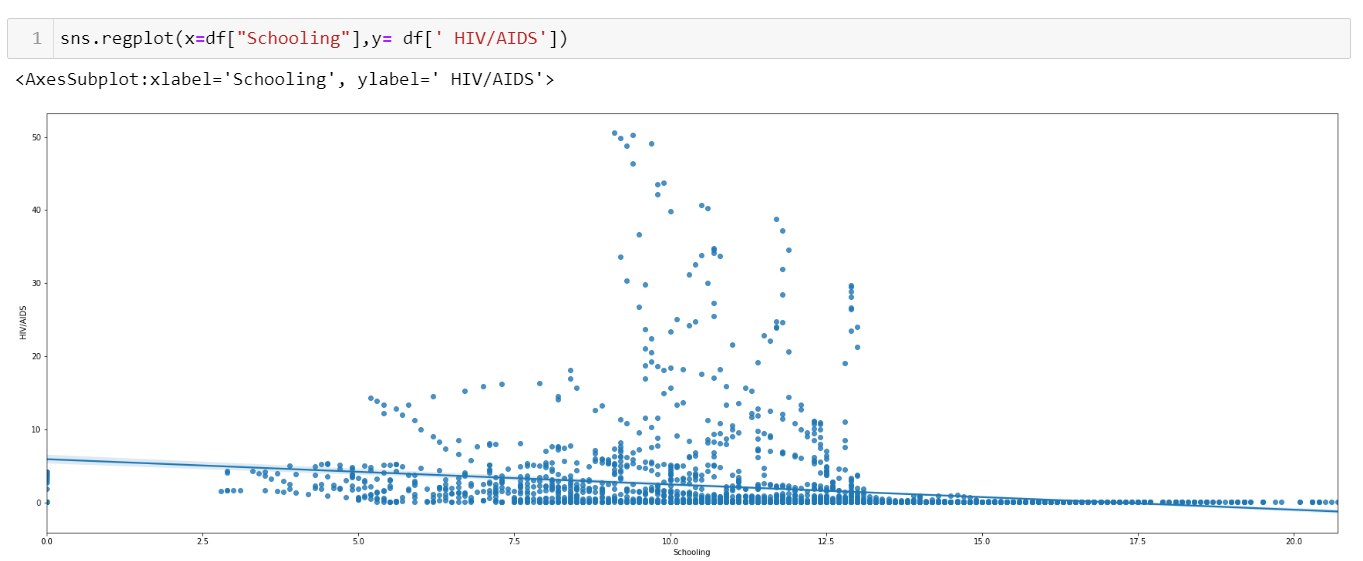 1 sns.regplot(x=df["Schooling"],y= df[' HIV/AIDS'])
<AxesSubplot:xlabel='Schooling', ylabel=' HIV/AIDS'>
50
40
30
20
10
0
HIV/AIDS
0.0 2.5 5.0 7.5 10.0 12.5 15.0 17.5 20.0
Schooling